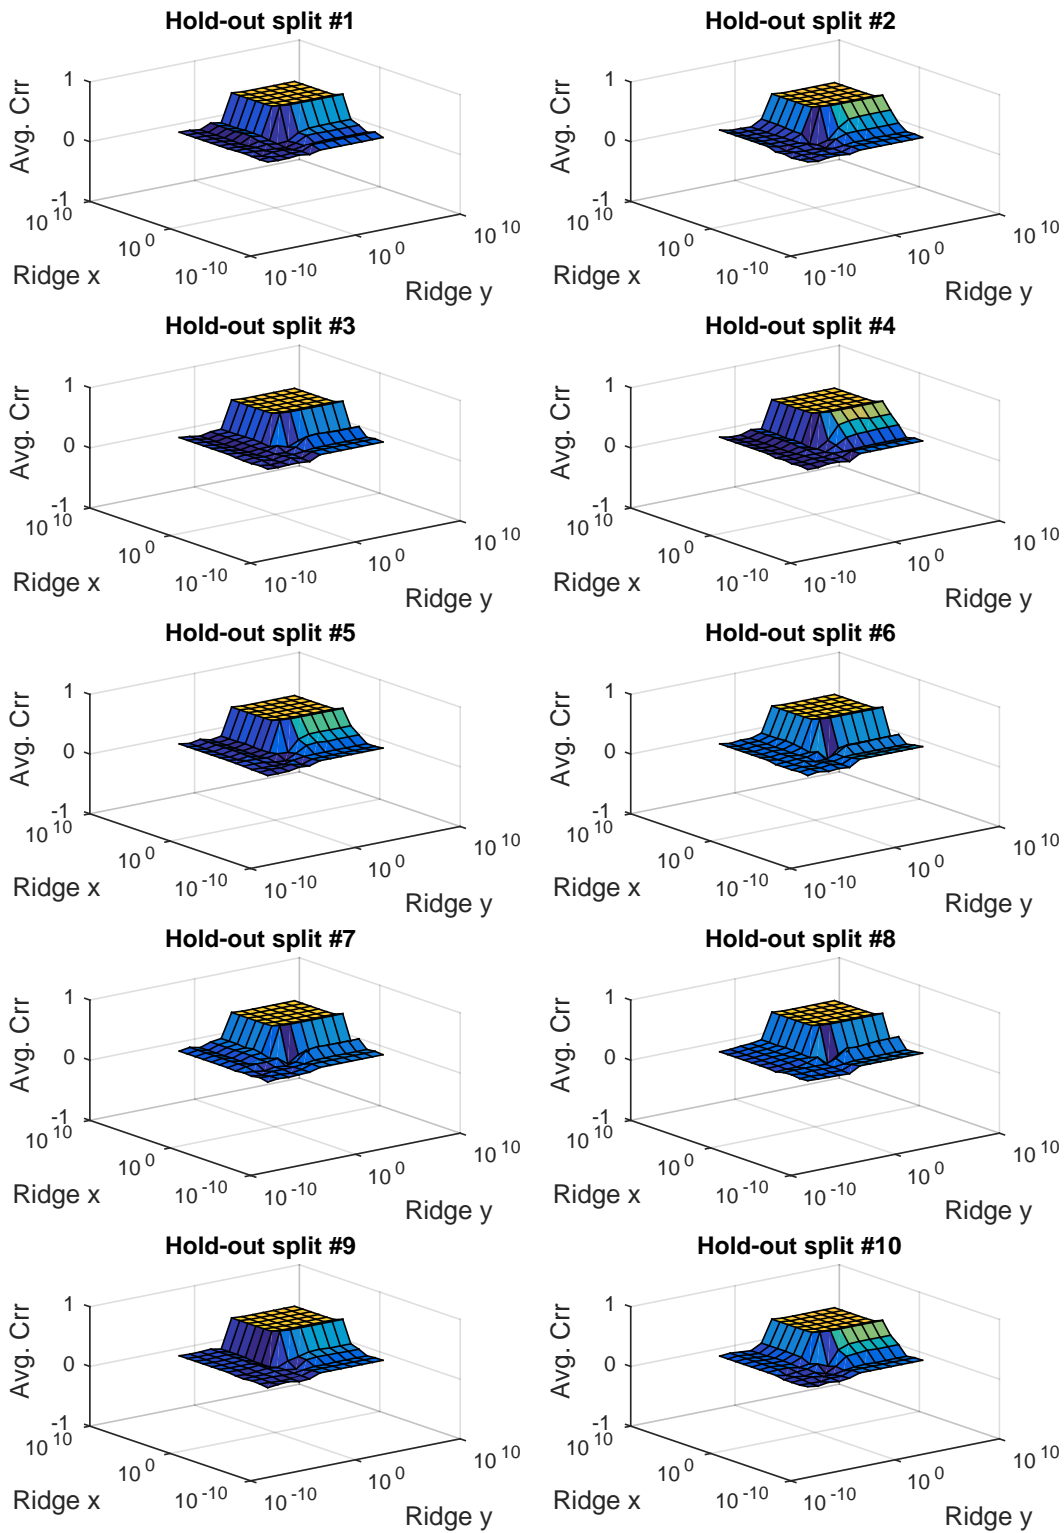 Hold-out split #1
Avg. Crr
1
0
-1
10^10
10^0
10^-10
Ridge x
10^-10
10^0
10^10
Ridge y
Hold-out split #2
Avg. Crr
1
0
-1
10^10
10^0
10^-10
Ridge x
10^-10
10^0
10^10
Ridge y
Hold-out split #3
Avg. Crr
1
0
-1
10^10
10^0
10^-10
Ridge x
10^-10
10^0
10^10
Ridge y
Hold-out split #4
Avg. Crr
1
0
-1
10^10
10^0
10^-10
Ridge x
10^-10
10^0
10^10
Ridge y
Hold-out split #5
Avg. Crr
1
0
-1
10^10
10^0
10^-10
Ridge x
10^-10
10^0
10^10
Ridge y
Hold-out split #6
Avg. Crr
1
0
-1
10^10
10^0
10^-10
Ridge x
10^-10
10^0
10^10
Ridge y
Hold-out split #7
Avg. Crr
1
0
-1
10^10
10^0
10^-10
Ridge x
10^-10
10^0
10^10
Ridge y
Hold-out split #8
Avg. Crr
1
0
-1
10^10
10^0
10^-10
Ridge x
10^-10
10^0
10^10
Ridge y
Hold-out split #9
Avg. Crr
1
0
-1
10^10
10^0
10^-10
Ridge x
10^-10
10^0
10^10
Ridge y
Hold-out split #10
Avg. Crr
1
0
-1
10^10
10^0
10^-10
Ridge x
10^-10
10^0
10^10
Ridge y